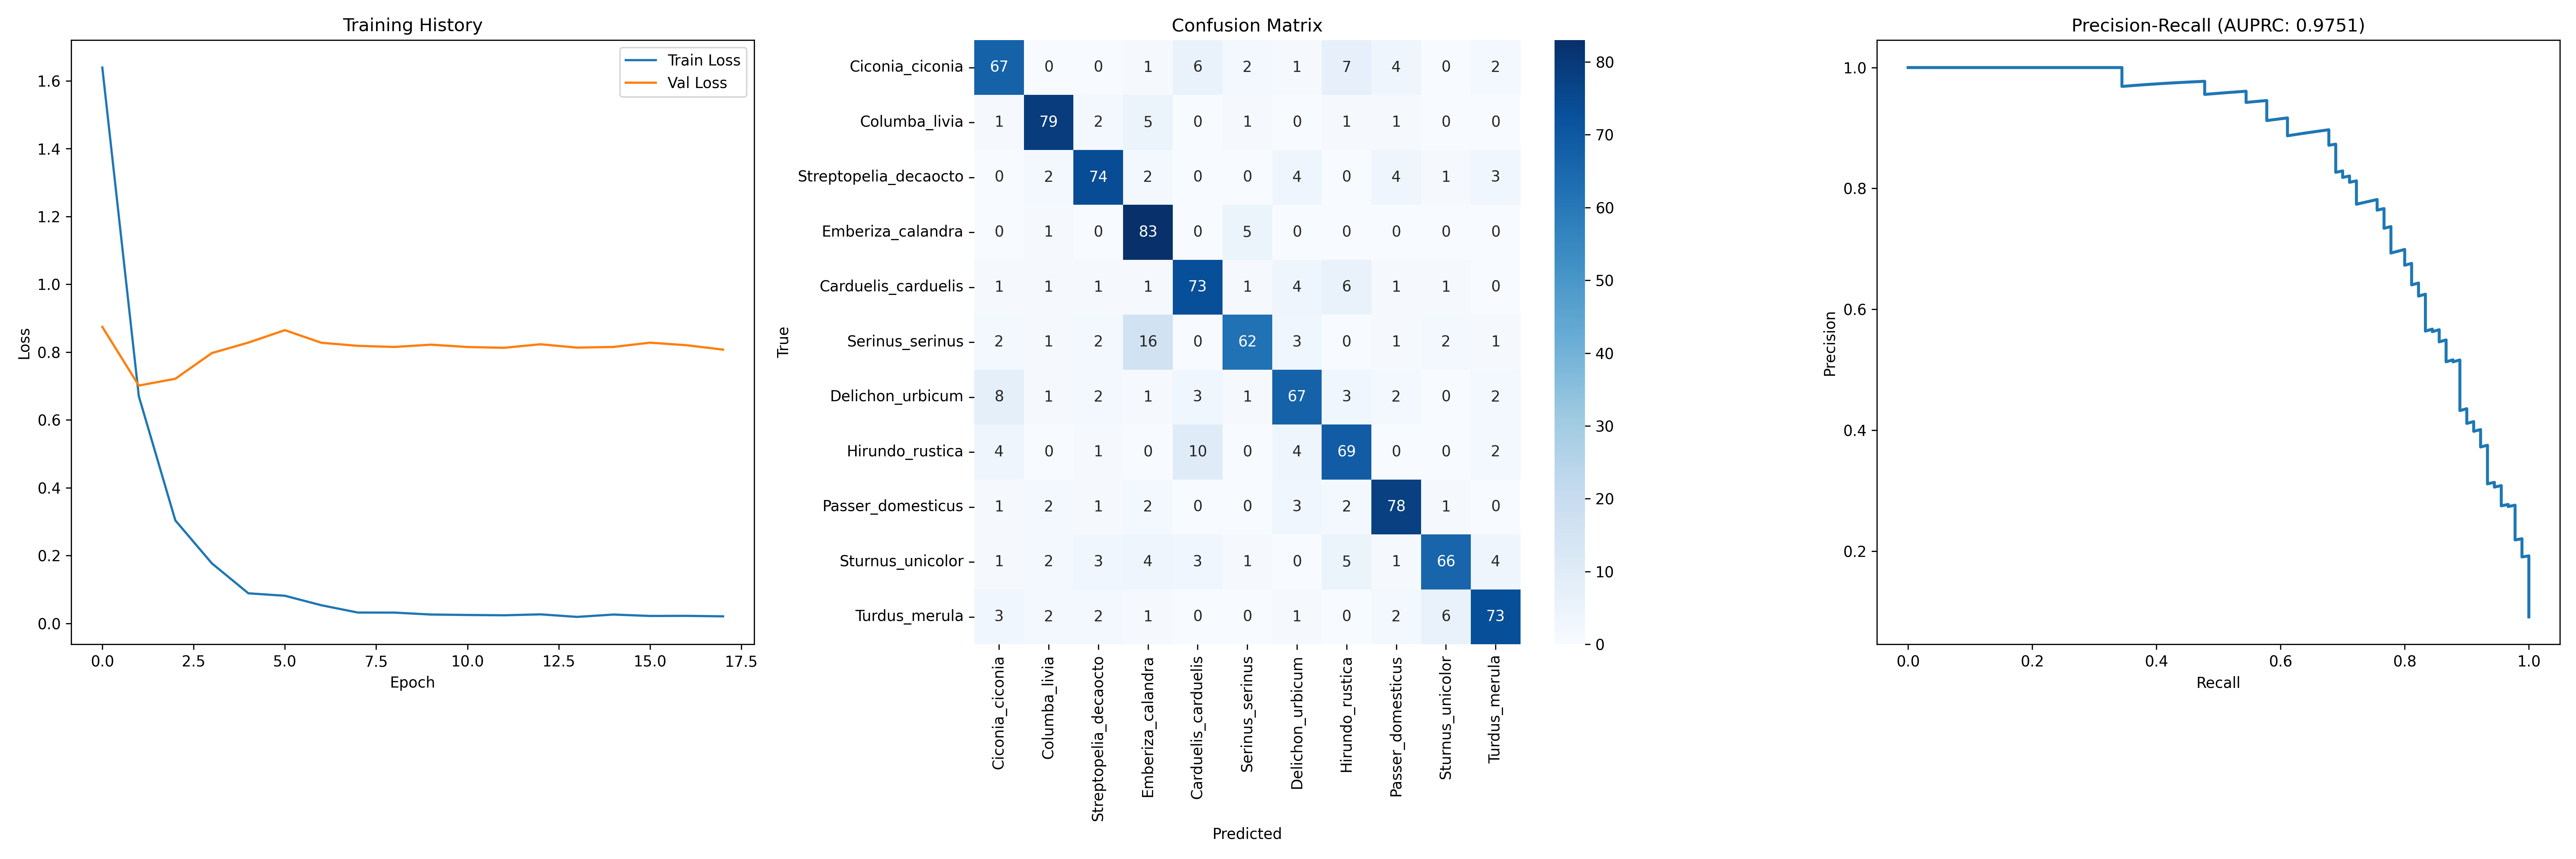 Training History
Train Loss
Val Loss
1.6
1.4
1.2
1.0
0.8
0.6
0.4
0.2
0.0
Loss
0.0 2.5 5.0 7.5 10.0 12.5 15.0 17.5
Epoch
Confusion Matrix
True
Ciconia_ciconia 67 0 0 1 6 2 1 7 4 0 2
Columba_livia 1 79 2 5 0 1 0 1 1 0 0
Streptopelia_decaocto 0 2 74 2 0 0 4 0 4 1 3
Emberiza_calandra 0 1 0 83 0 5 0 0 0 0 0
Carduelis_carduelis 1 1 1 1 73 1 4 6 1 1 0
Serinus_serinus 2 1 2 16 0 62 3 0 1 2 1
Delichon_urbicum 8 1 2 1 3 1 67 3 2 0 2
Hirundo_rustica 4 0 1 0 10 0 4 69 0 0 2
Passer_domesticus 1 2 1 2 0 0 3 2 78 1 0
Sturnus_unicolor 1 2 3 4 3 1 0 5 1 66 4
Turdus_merula 3 2 2 1 0 0 1 0 2 6 73
Ciconia_ciconia
Columba_livia
Streptopelia_decaocto
Emberiza_calandra
Carduelis_carduelis
Serinus_serinus
Delichon_urbicum
Hirundo_rustica
Passer_domesticus
Sturnus_unicolor
Turdus_merula
Predicted
80
70
60
50
40
30
20
10
0
Precision-Recall (AUPRC: 0.9751)
1.0
0.8
0.6
0.4
0.2
Precision
0.0 0.2 0.4 0.6 0.8 1.0
Recall